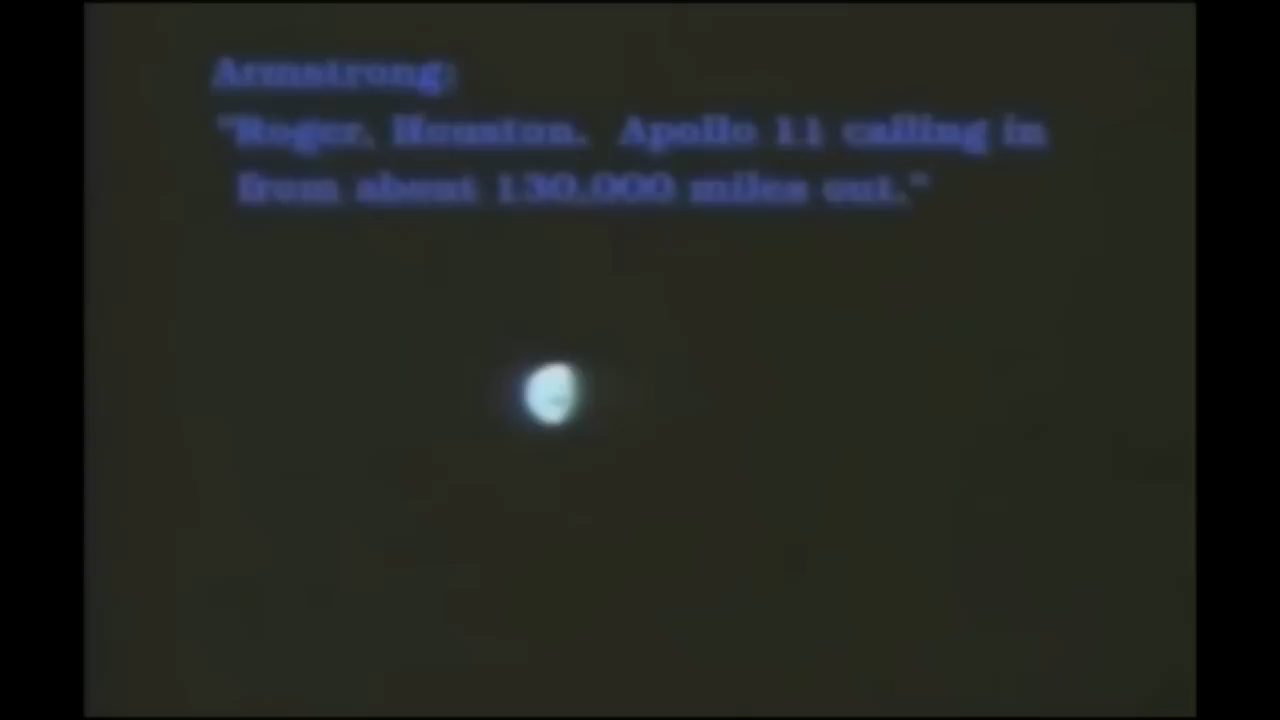 Armstrong:
"Roger, Houston. Apollo 11 calling in
from about 130,000 miles out."